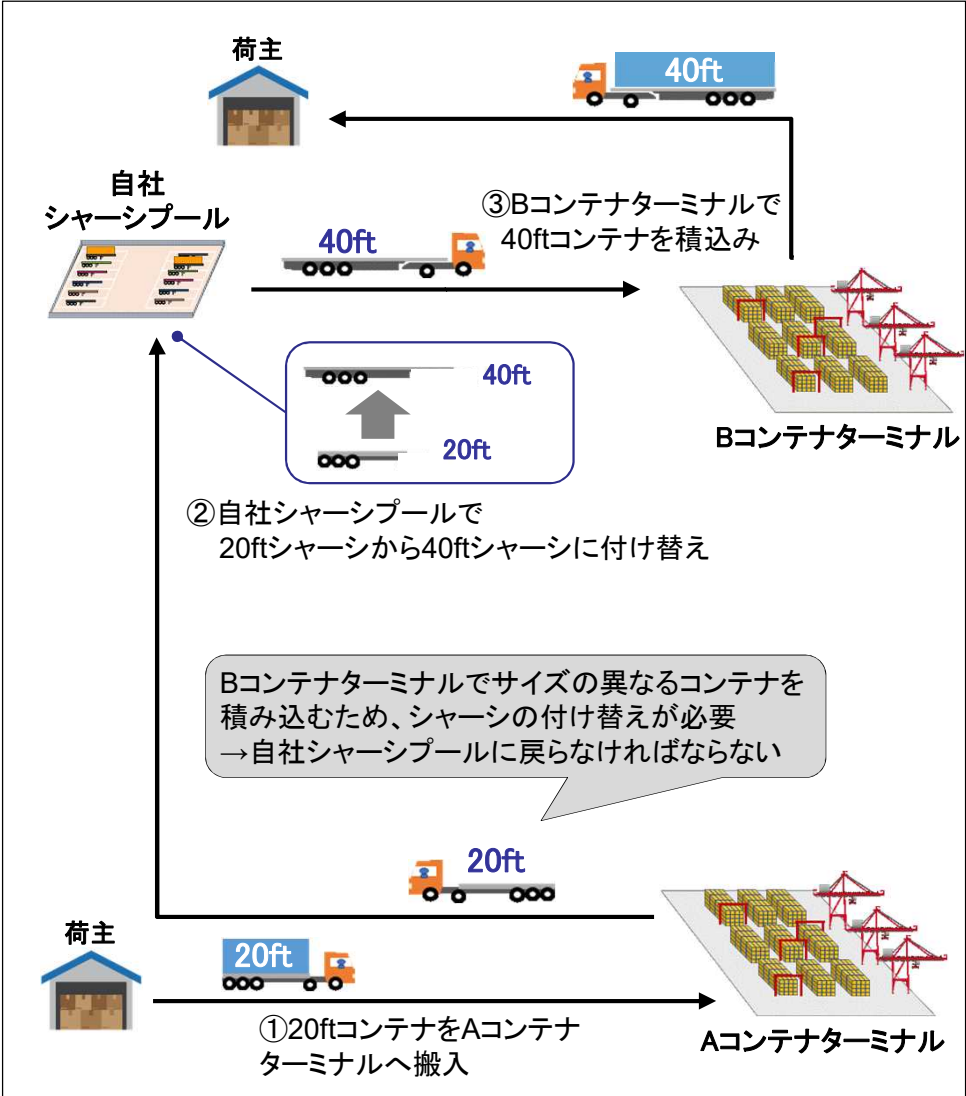 荷主
40ft
自社
シャーシプール
40ft
③Bコンテナターミナルで
40ftコンテナを積込み
40ft
20ft
Bコンテナターミナル
②自社シャーシプールで
20ftシャーシから40ftシャーシに付け替え
Bコンテナターミナルでサイズの異なるコンテナを
積み込むため、シャーシの付け替えが必要
→自社シャーシプールに戻らなければならない
20ft
荷主
20ft
①20ftコンテナをAコンテナ
ターミナルへ搬入
Aコンテナターミナル